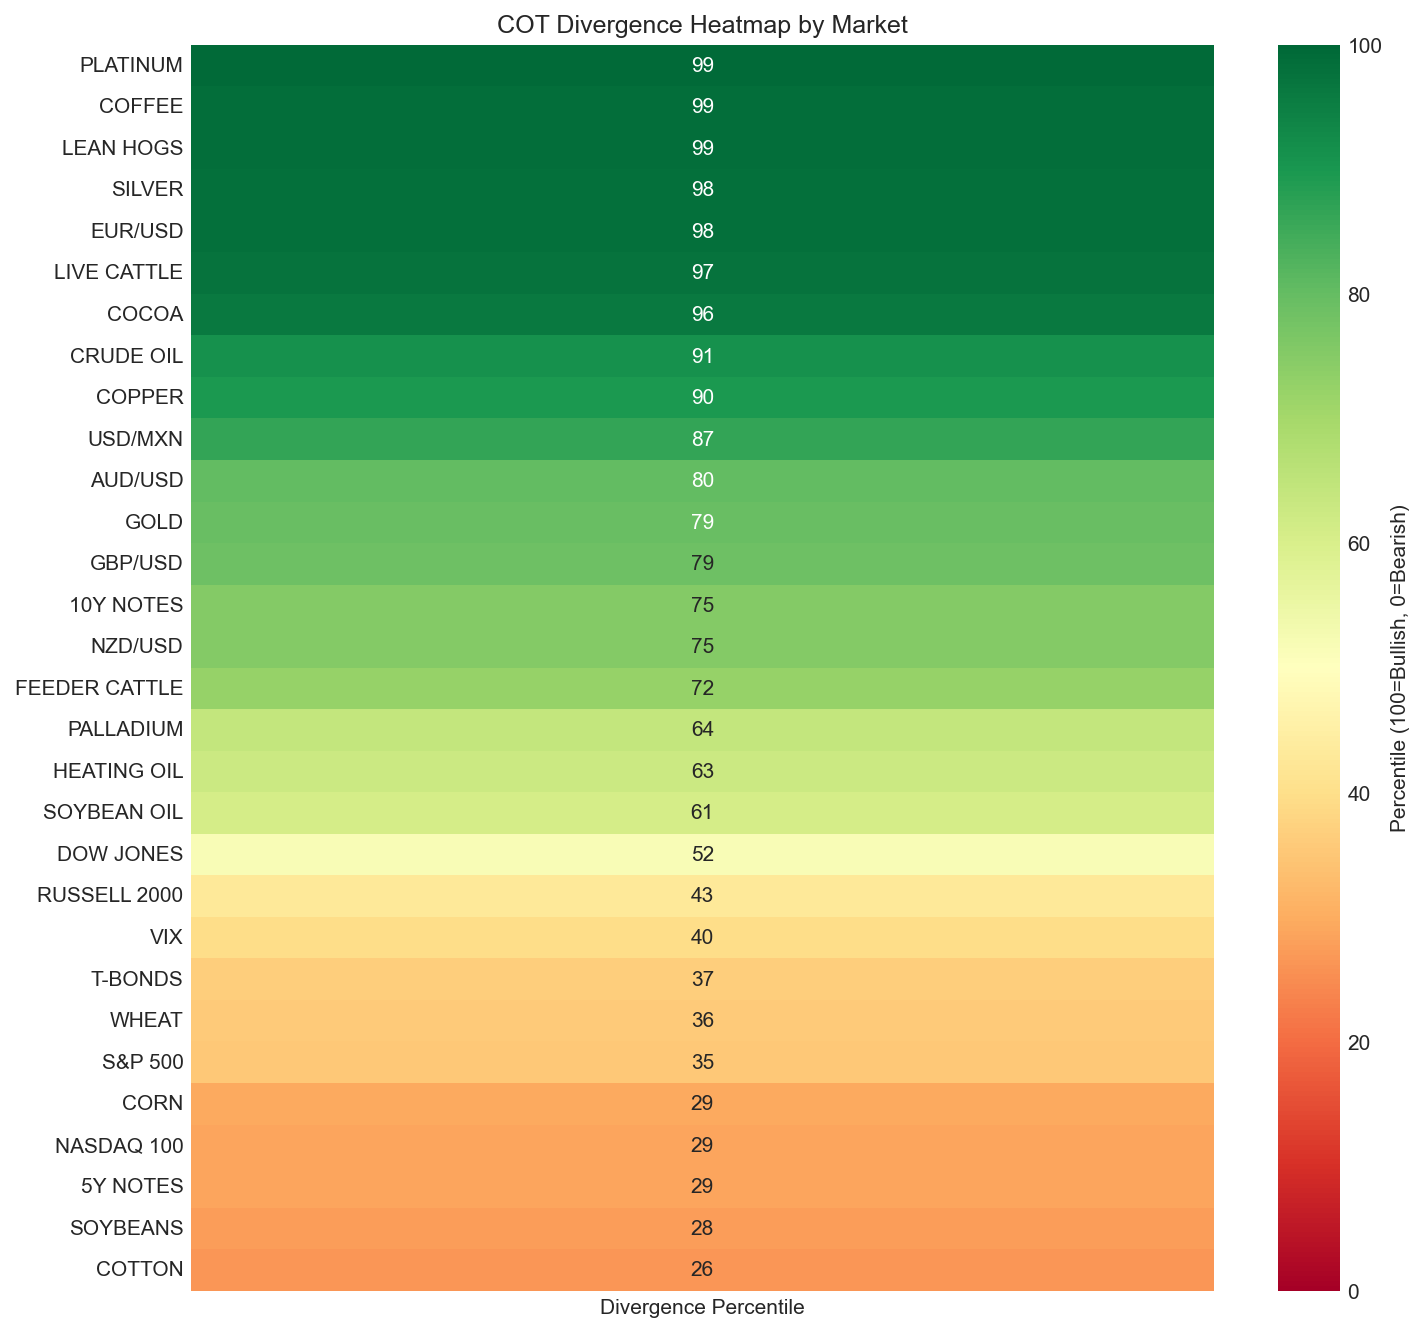 COT Divergence Heatmap by Market
PLATINUM 99
COFFEE 99
LEAN HOGS 99
SILVER 98
EUR/USD 98
LIVE CATTLE 97
COCOA 96
CRUDE OIL 91
COPPER 90
USD/MXN 87
AUD/USD 80
GOLD 79
GBP/USD 79
10Y NOTES 75
NZD/USD 75
FEEDER CATTLE 72
PALLADIUM 64
HEATING OIL 63
SOYBEAN OIL 61
DOW JONES 52
RUSSELL 2000 43
VIX 40
T-BONDS 37
WHEAT 36
S&P 500 35
CORN 29
NASDAQ 100 29
5Y NOTES 29
SOYBEANS 28
COTTON 26
Divergence Percentile
100
80
60
40
20
0
Percentile (100=Bullish, 0=Bearish)